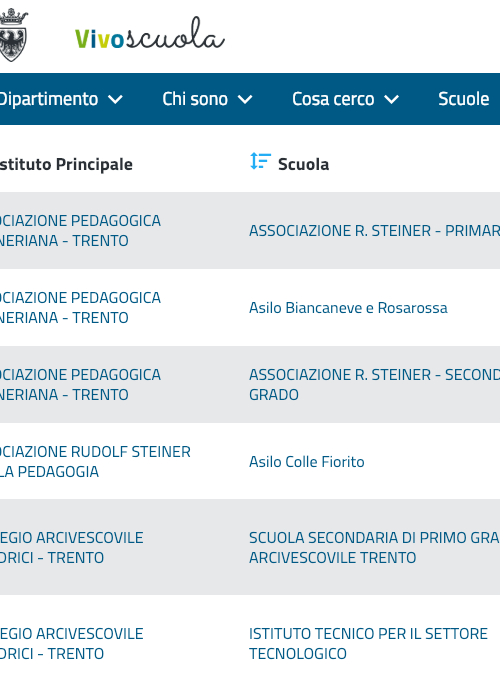 Vivoscuola
Dipartimento Chi sono Cosa cerco Scuole
stituto Principale Scuola
OCIAZIONE PEDAGOGICA
NERIANA - TRENTO
ASSOCIAZIONE R. STEINER - PRIMAR
OCIAZIONE PEDAGOGICA
NERIANA - TRENTO
Asilo Biancaneve e Rosarossa
OCIAZIONE PEDAGOGICA
NERIANA - TRENTO
ASSOCIAZIONE R. STEINER - SECOND
GRADO
OCIAZIONE RUDOLF STEINER
LA PEDAGOGIA
Asilo Colle Fiorito
EGIO ARCIVESCOVILE
DRICI - TRENTO
SCUOLA SECONDARIA DI PRIMO GRA
ARCIVESCOVILE TRENTO
EGIO ARCIVESCOVILE
DRICI - TRENTO
ISTITUTO TECNICO PER IL SETTORE
TECNOLOGICO